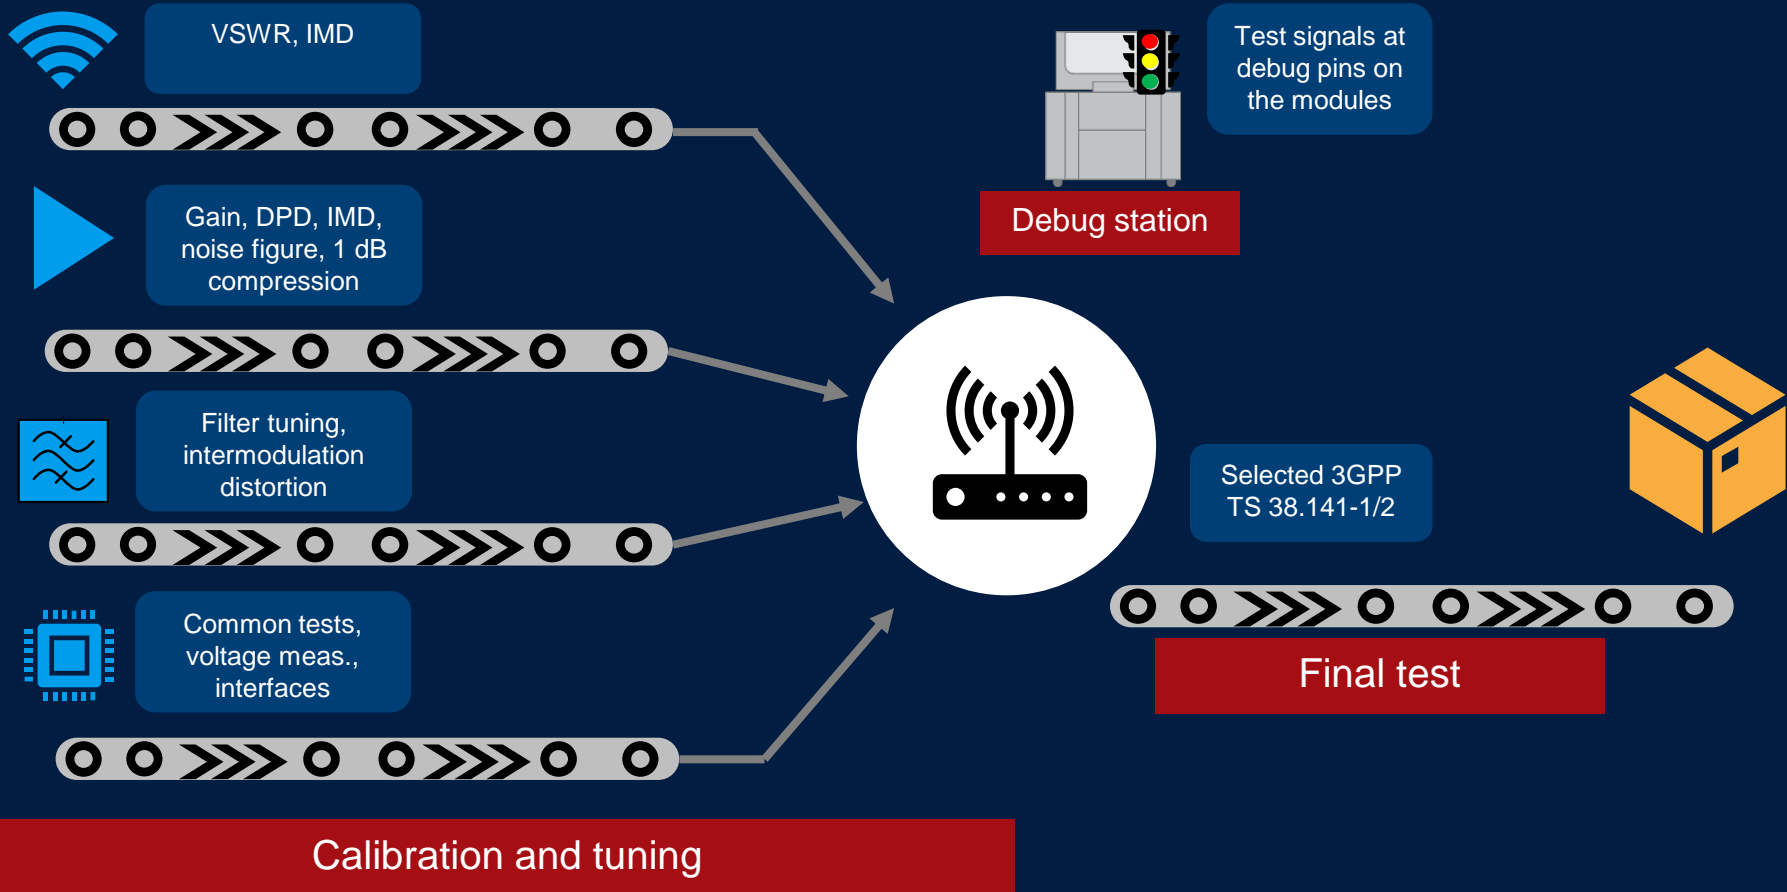 VSWR, IMD
Gain, DPD, IMD,
noise figure, 1 dB
compression
Filter tuning,
intermodulation
distortion
Common tests,
voltage meas.,
interfaces
Calibration and tuning
Test signals at
debug pins on
the modules
Debug station
Selected 3GPP
TS 38.141-1/2
Final test